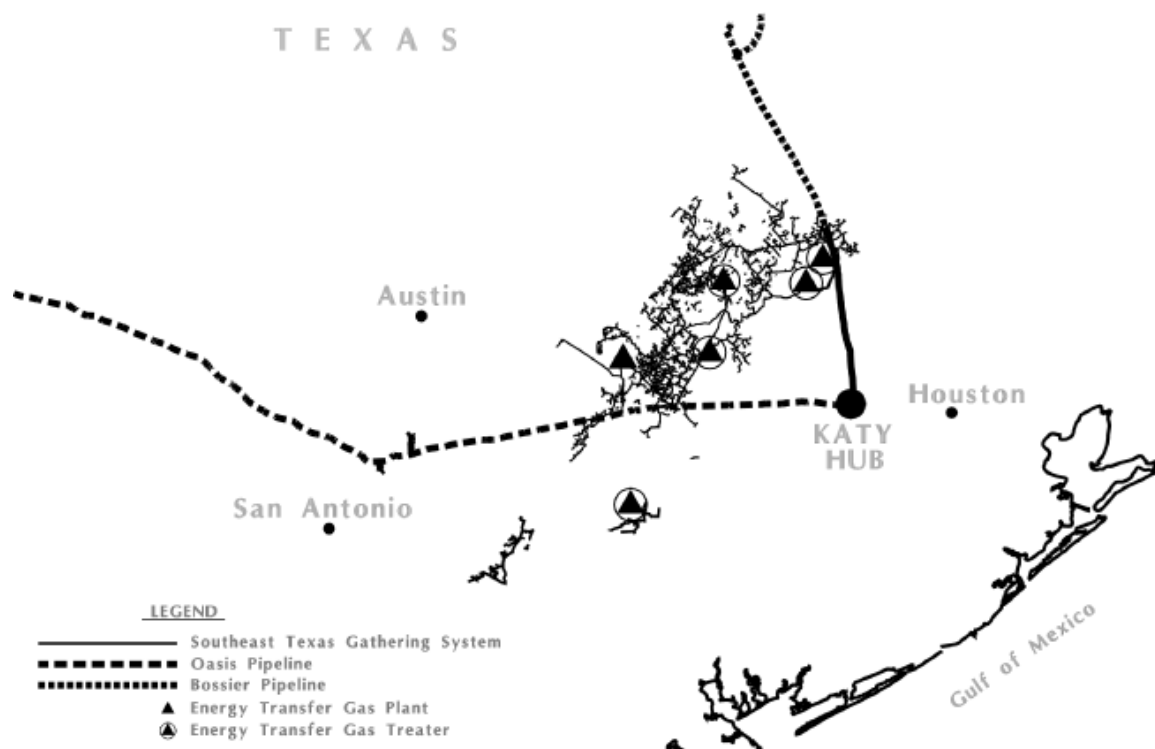 TEXAS
Austin
Houston
KATY
HUB
San Antonio
Gulf of Mexico
LEGEND
Southeast Texas Gathering System
Oasis Pipeline
Bossier Pipeline
Energy Transfer Gas Plant
Energy Transfer Gas Treater